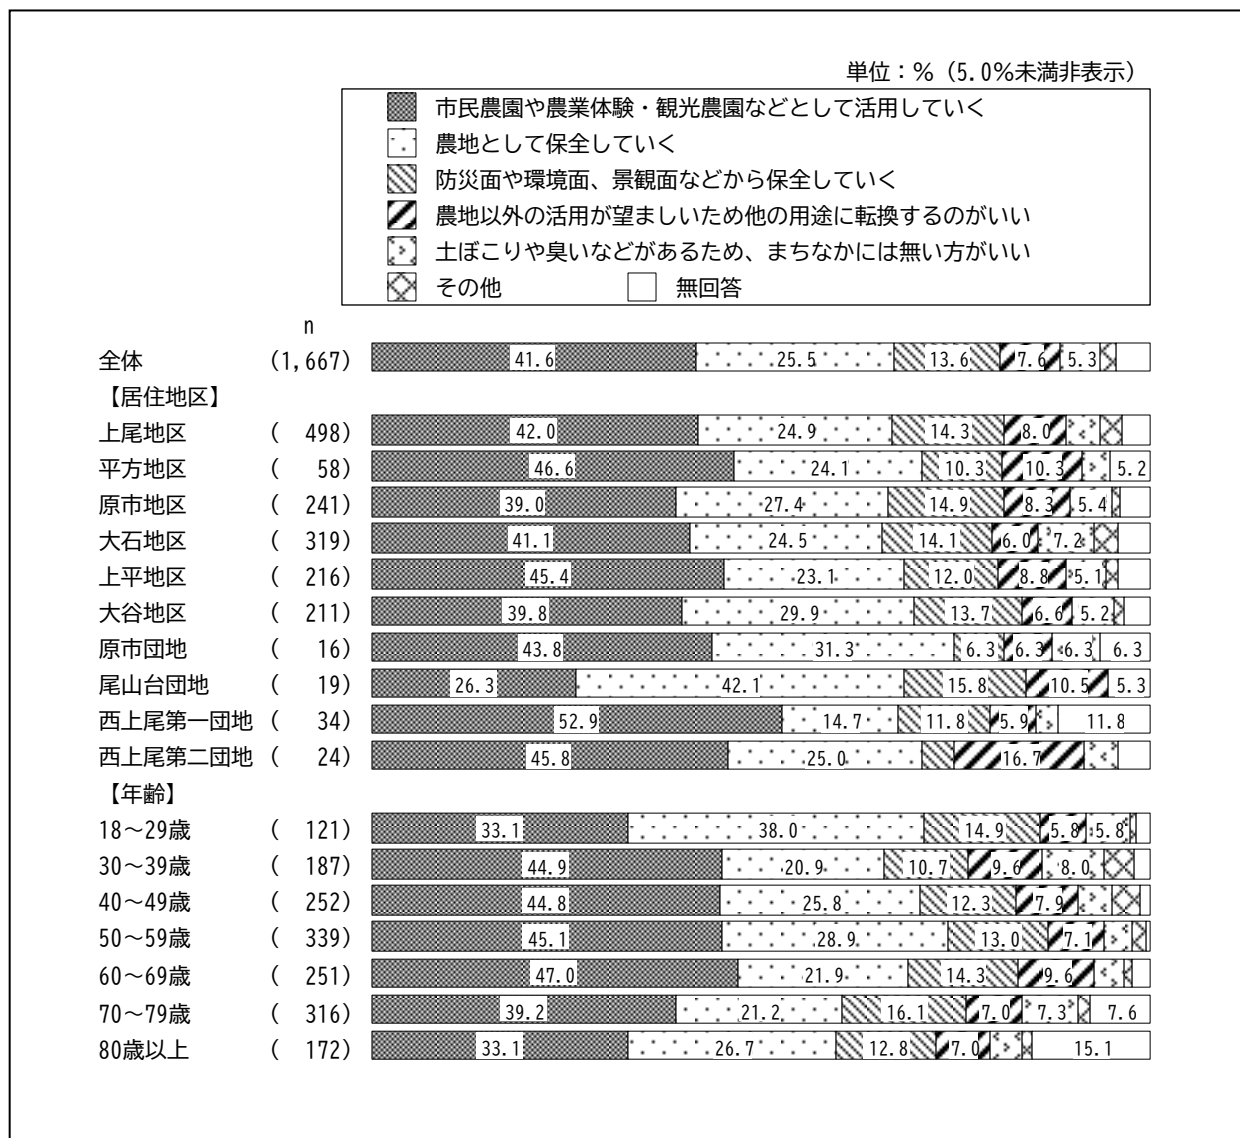 単位：％（5.0％未満非表示）
市民農園や農業体験・観光農園などとして活用していく
農地として保全していく
防災面や環境面、景観面などから保全していく
農地以外の活用が望ましいため他の用途に転換するのがいい
土ぼこりや臭いなどがあるため、まちなかには無い方がいい
その他 無回答
n
全体 (1,667) 41.6 25.5 13.6 7.6 5.3
【居住地区】
上尾地区 ( 498) 42.0 24.9 14.3 8.0
平方地区 ( 58) 46.6 24.1 10.3 10.3 5.2
原市地区 ( 241) 39.0 27.4 14.9 8.3 5.4
大石地区 ( 319) 41.1 24.5 14.1 6.0 7.2
上平地区 ( 216) 45.4 23.1 12.0 8.8 5.1
大谷地区 ( 211) 39.8 29.9 13.7 6.6 5.2
原市団地 ( 16) 43.8 31.3 6.3 6.3 6.3 6.3
尾山台団地 ( 19) 26.3 42.1 15.8 10.5 5.3
西上尾第一団地 ( 34) 52.9 14.7 11.8 5.9 11.8
西上尾第二団地 ( 24) 45.8 25.0 16.7
【年齢】
18～29歳 ( 121) 33.1 38.0 14.9 5.8 5.8
30～39歳 ( 187) 44.9 20.9 10.7 9.6 8.0
40～49歳 ( 252) 44.8 25.8 12.3 7.9
50～59歳 ( 339) 45.1 28.9 13.0 7.1
60～69歳 ( 251) 47.0 21.9 14.3 9.6
70～79歳 ( 316) 39.2 21.2 16.1 7.0 7.3 7.6
80歳以上 ( 172) 33.1 26.7 12.8 7.0 15.1